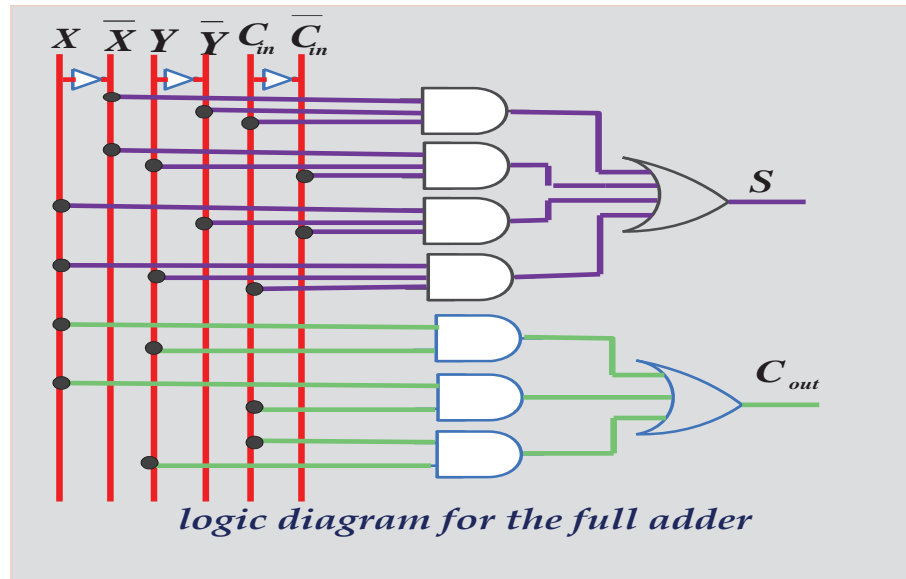 X X̅ Y Y̅ C_in C̅_in
S
C_out
logic diagram for the full adder